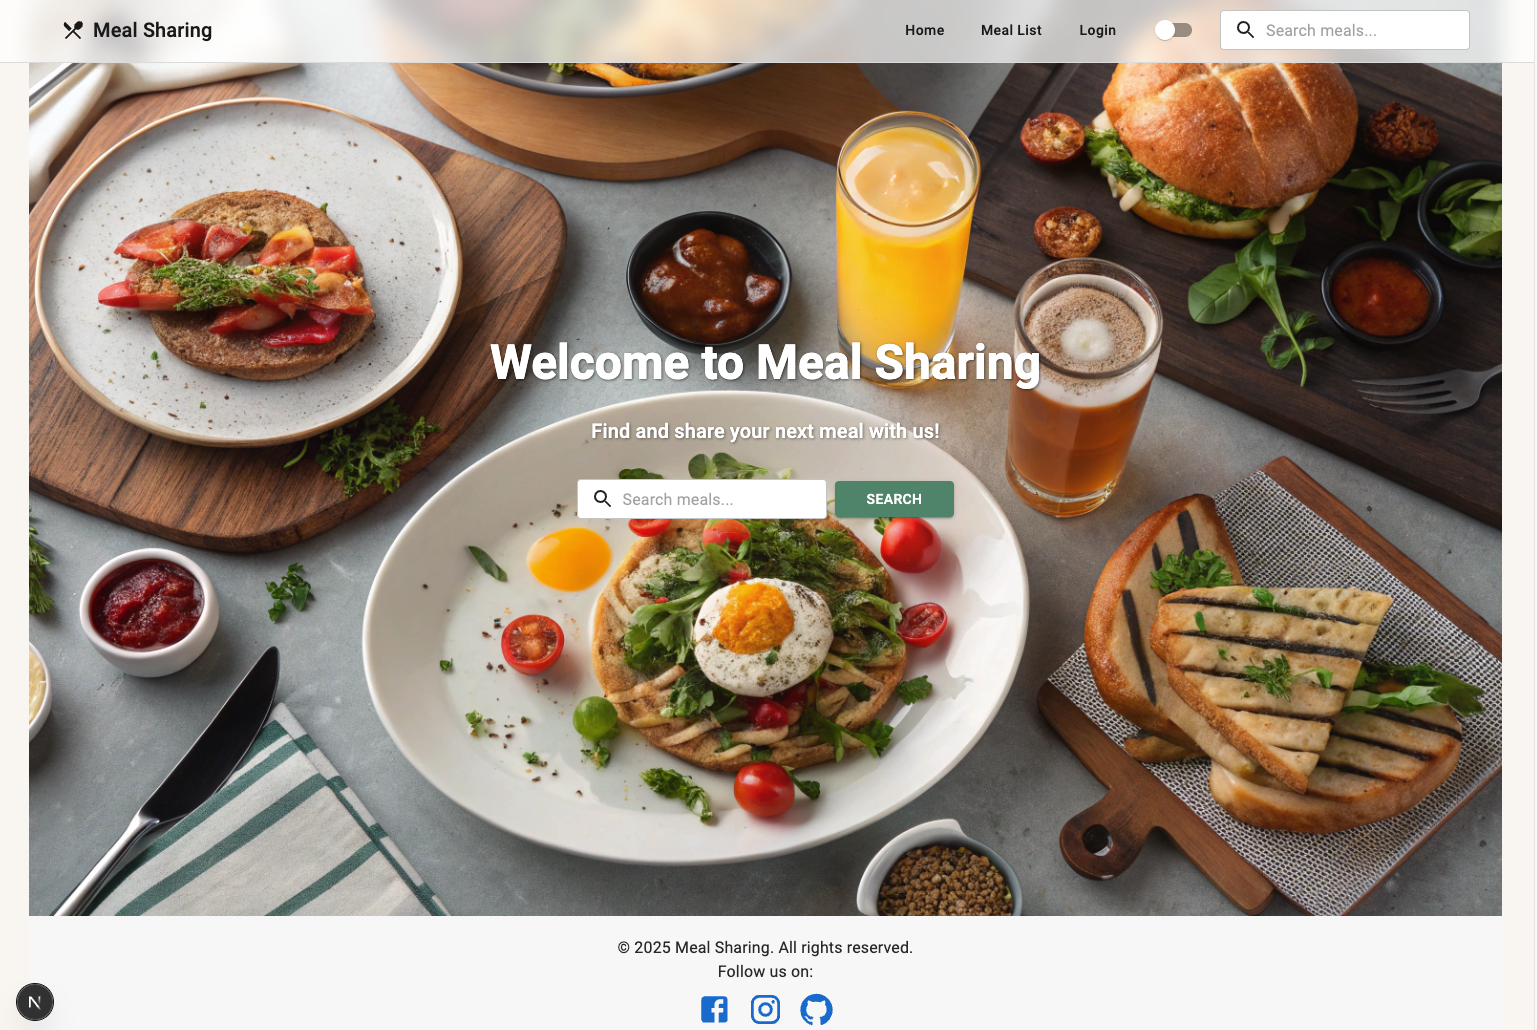 Meal Sharing
Home
Meal List
Login
Search meals...
Welcome to Meal Sharing
Find and share your next meal with us!
Search meals...
SEARCH
© 2025 Meal Sharing. All rights reserved.
Follow us on:
N